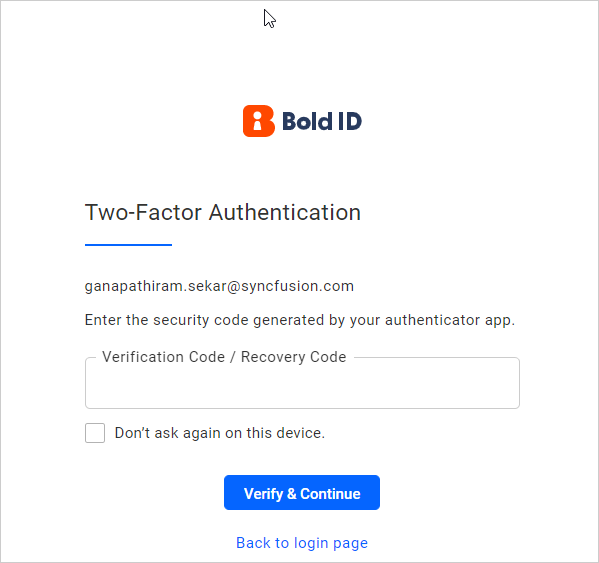 Bold ID
Two-Factor Authentication
ganapathiram.sekar@syncfusion.com
Enter the security code generated by your authenticator app.
Verification Code / Recovery Code
Don’t ask again on this device.
Verify & Continue
Back to login page